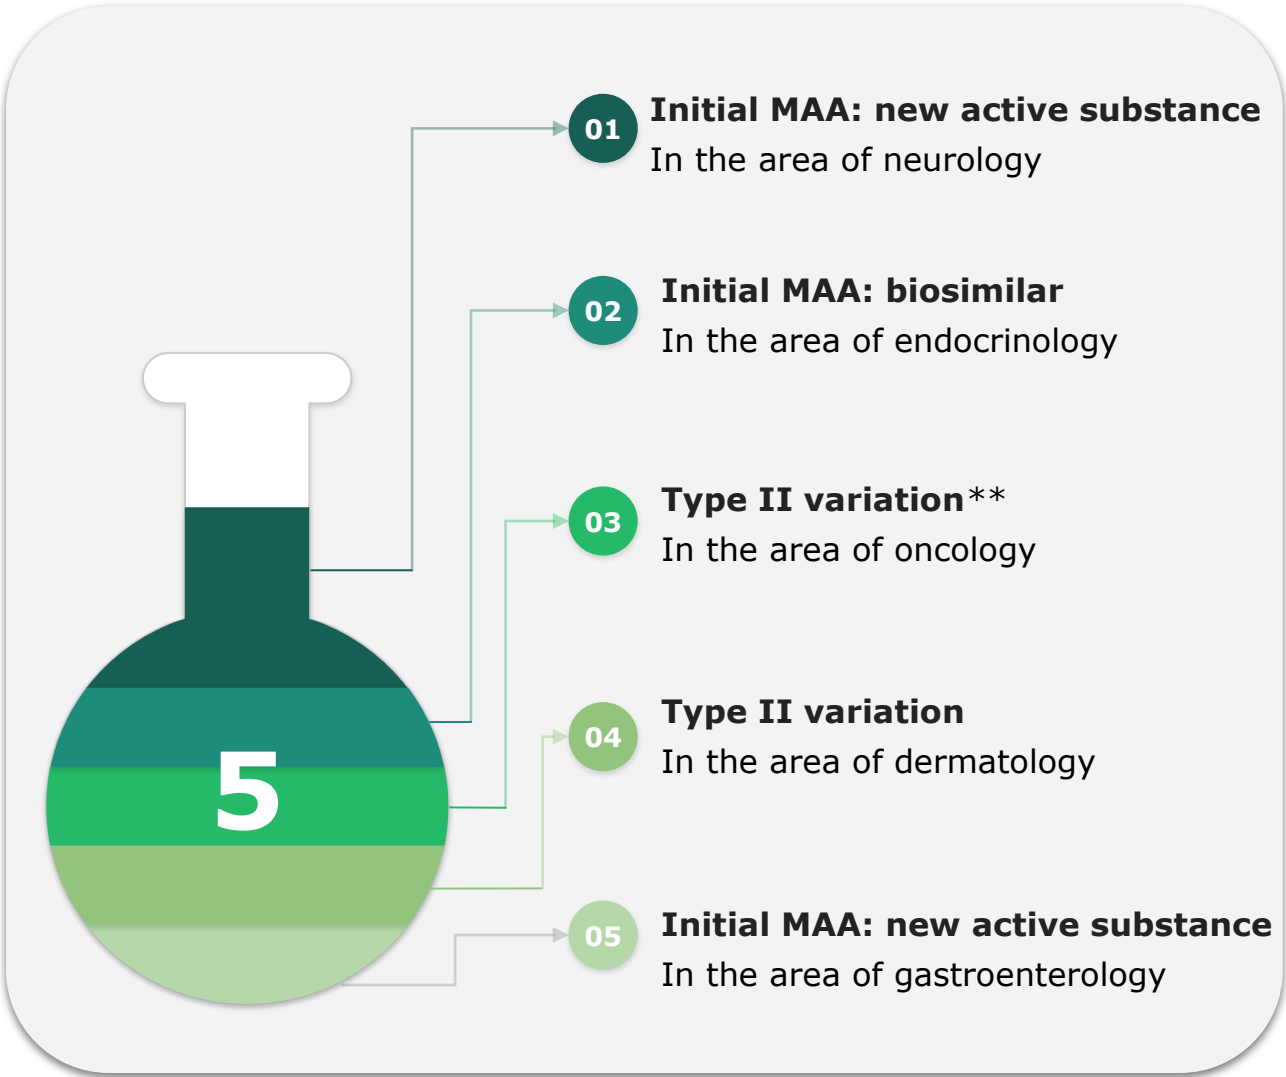 01
Initial MAA: new active substance
In the area of neurology
02
Initial MAA: biosimilar
In the area of endocrinology
03
Type II variation**
In the area of oncology
04
Type II variation
In the area of dermatology
5
05
Initial MAA: new active substance
In the area of gastroenterology